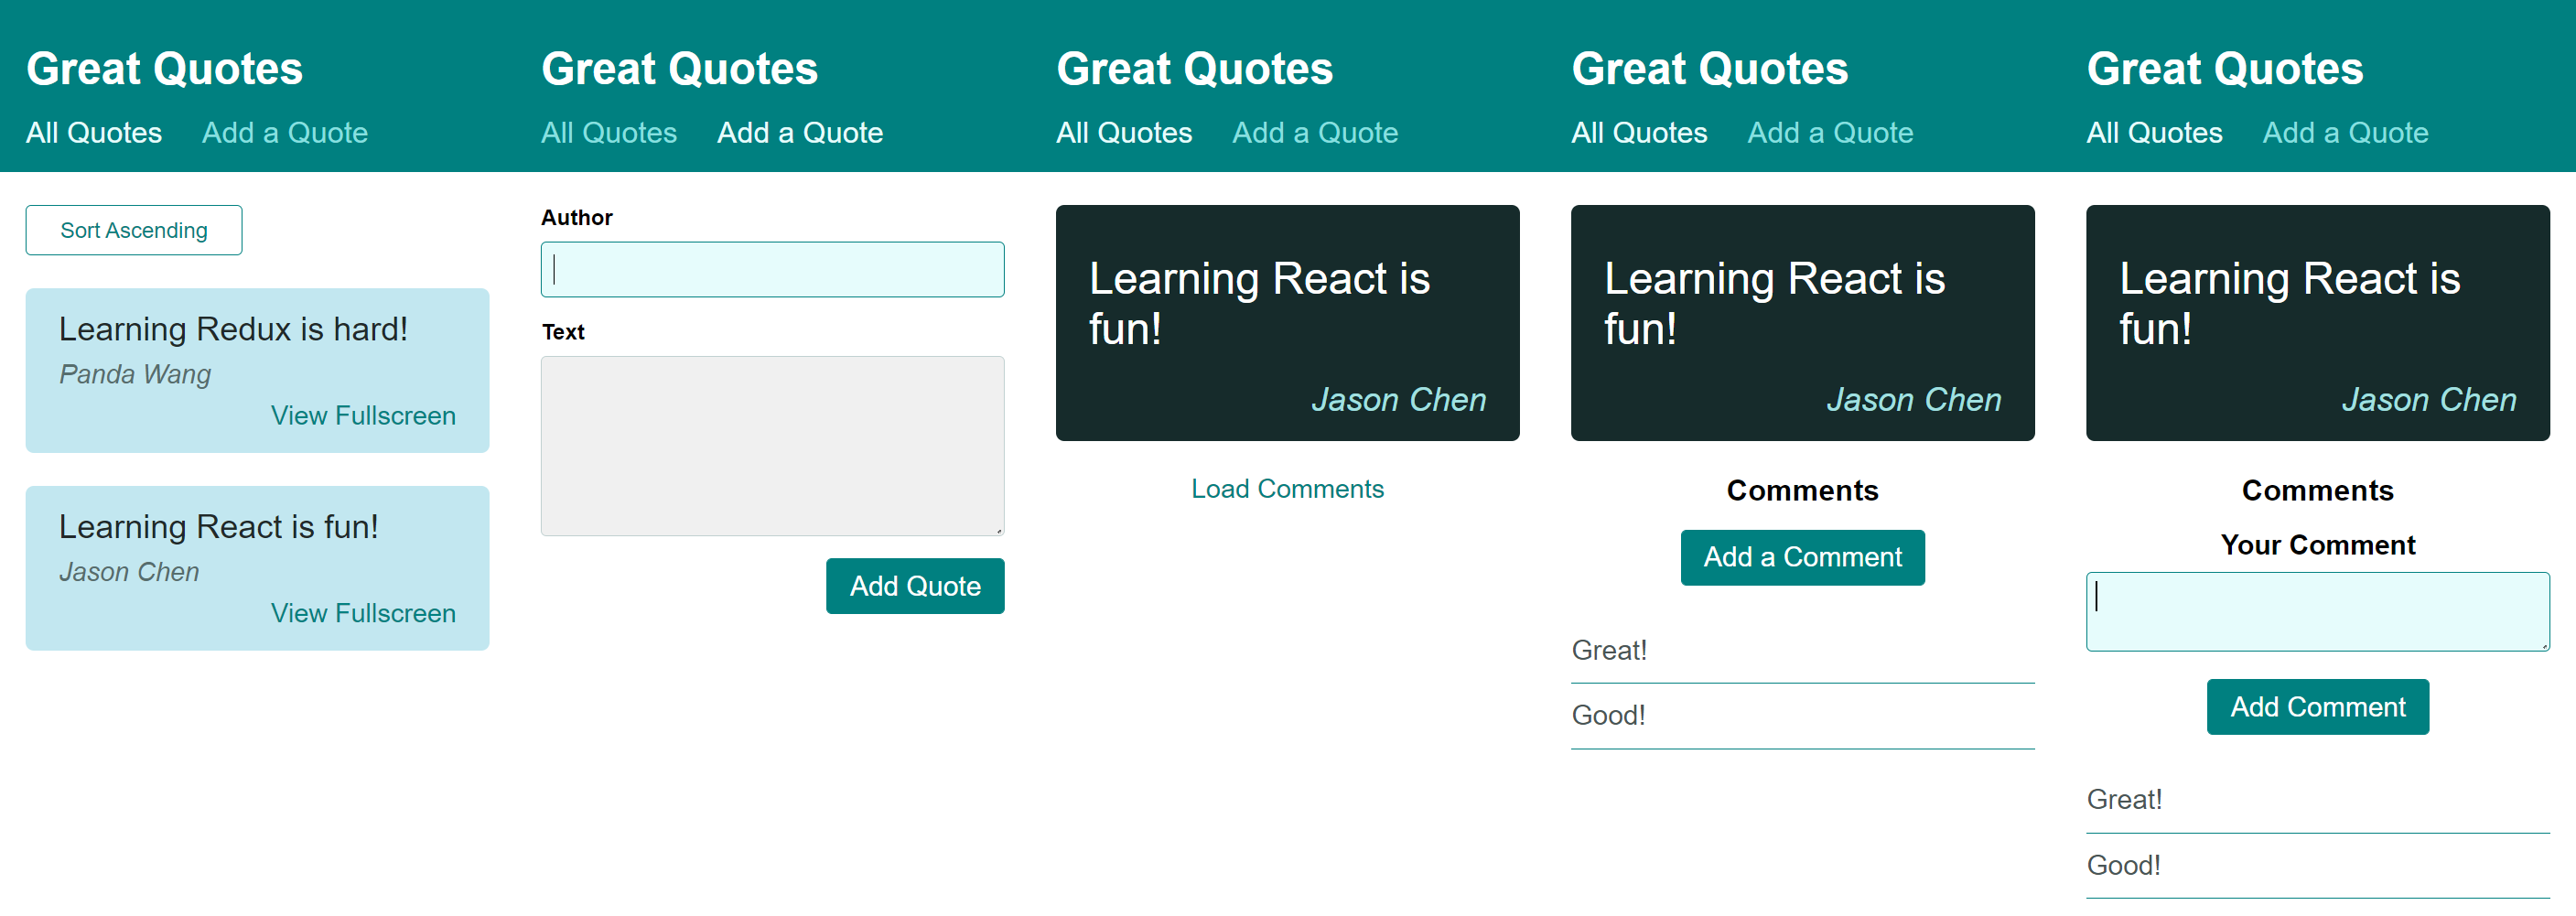 Great Quotes
All Quotes Add a Quote
Sort Ascending
Learning Redux is hard!
Panda Wang
View Fullscreen
Learning React is fun!
Jason Chen
View Fullscreen
Great Quotes
All Quotes Add a Quote
Author
Text
Add Quote
Great Quotes
All Quotes Add a Quote
Learning React is
fun!
Jason Chen
Load Comments
Great Quotes
All Quotes Add a Quote
Learning React is
fun!
Jason Chen
Comments
Add a Comment
Great!
Good!
Great Quotes
All Quotes Add a Quote
Learning React is
fun!
Jason Chen
Comments
Your Comment
Add Comment
Great!
Good!